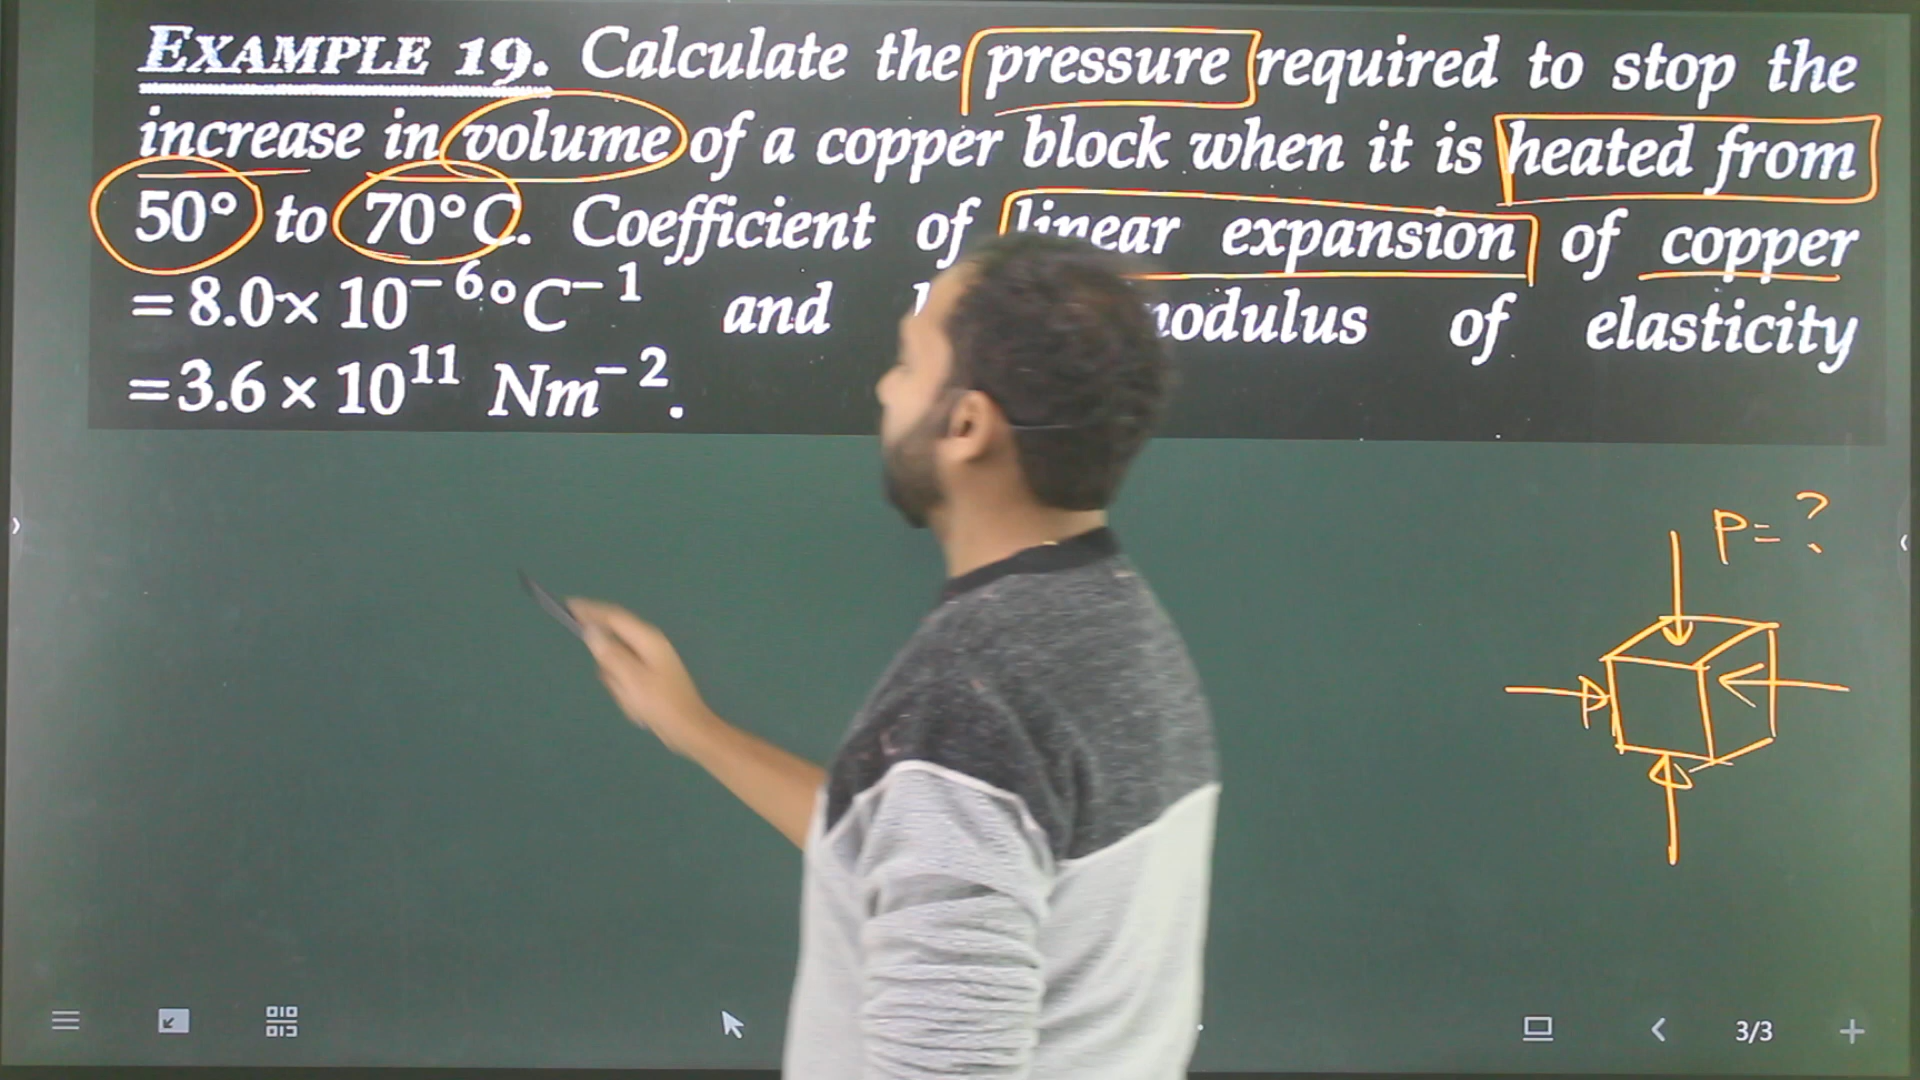 EXAMPLE 19. Calculate the pressure required to stop the
increase in volume of a copper block when it is heated from
50° to 70°C. Coefficient of linear expansion of copper
= 8.0× 10⁻⁶°C⁻¹ and modulus of elasticity
=3.6 × 10¹¹ Nm⁻².
P= ?
P
3/3